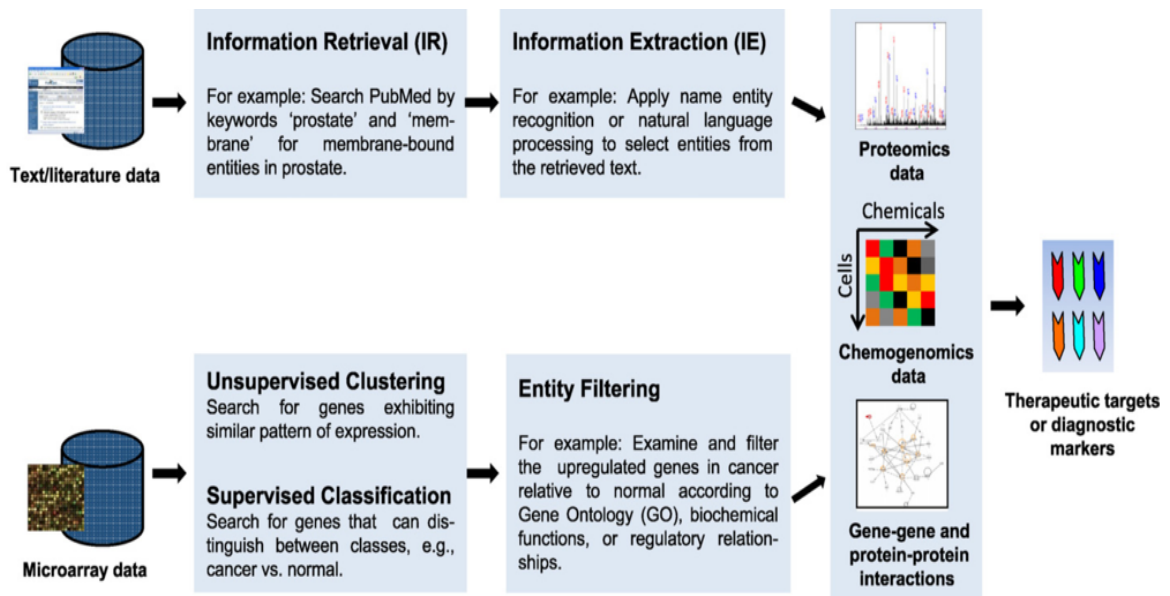 Information Retrieval (IR)
For example: Search PubMed by
keywords ‘prostate’ and ‘mem-
brane’ for membrane-bound
entities in prostate.
Information Extraction (IE)
For example: Apply name entity
recognition or natural language
processing to select entities from
the retrieved text.
Text/literature data
Proteomics
data
Chemicals
Cells
Chemogenomics
data
Unsupervised Clustering
Search for genes exhibiting
similar pattern of expression.
Supervised Classification
Search for genes that can dis-
tinguish between classes, e.g.,
cancer vs. normal.
Entity Filtering
For example: Examine and filter
the upregulated genes in cancer
relative to normal according to
Gene Ontology (GO), biochemical
functions, or regulatory relation-
ships.
Microarray data
Gene-gene and
protein-protein
interactions
Therapeutic targets
or diagnostic
markers